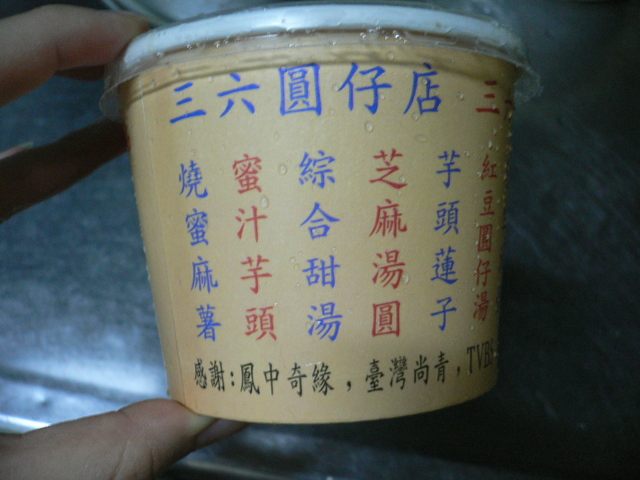 三六圓仔店
三
紅豆圓仔湯
芋頭蓮子
芝麻湯圓
綜合甜湯
蜜汁芋頭
燒蜜麻薯
感謝:鳳中奇緣,臺灣尚青,TVBS